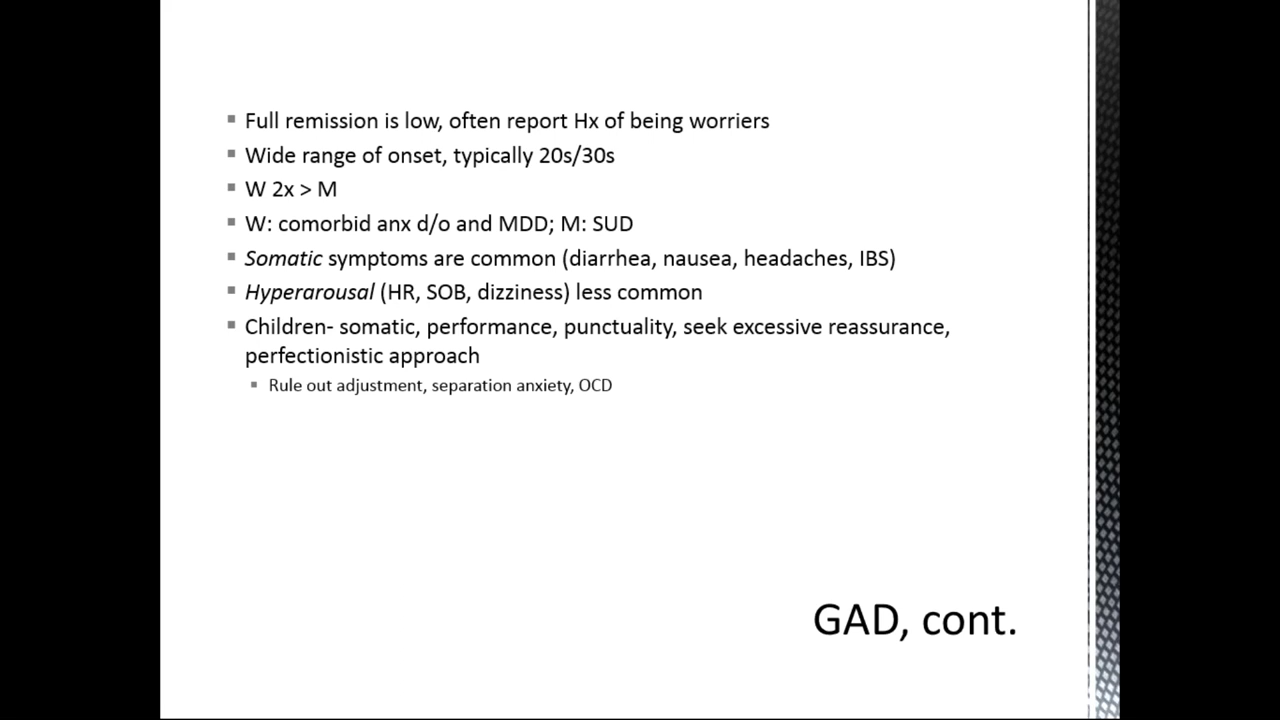 Full remission is low, often report Hx of being worriers
Wide range of onset, typically 20s/30s
W 2x > M
W: comorbid anx d/o and MDD; M: SUD
Somatic symptoms are common (diarrhea, nausea, headaches, IBS)
Hyperarousal (HR, SOB, dizziness) less common
Children- somatic, performance, punctuality, seek excessive reassurance,
perfectionistic approach
Rule out adjustment, separation anxiety, OCD
GAD, cont.